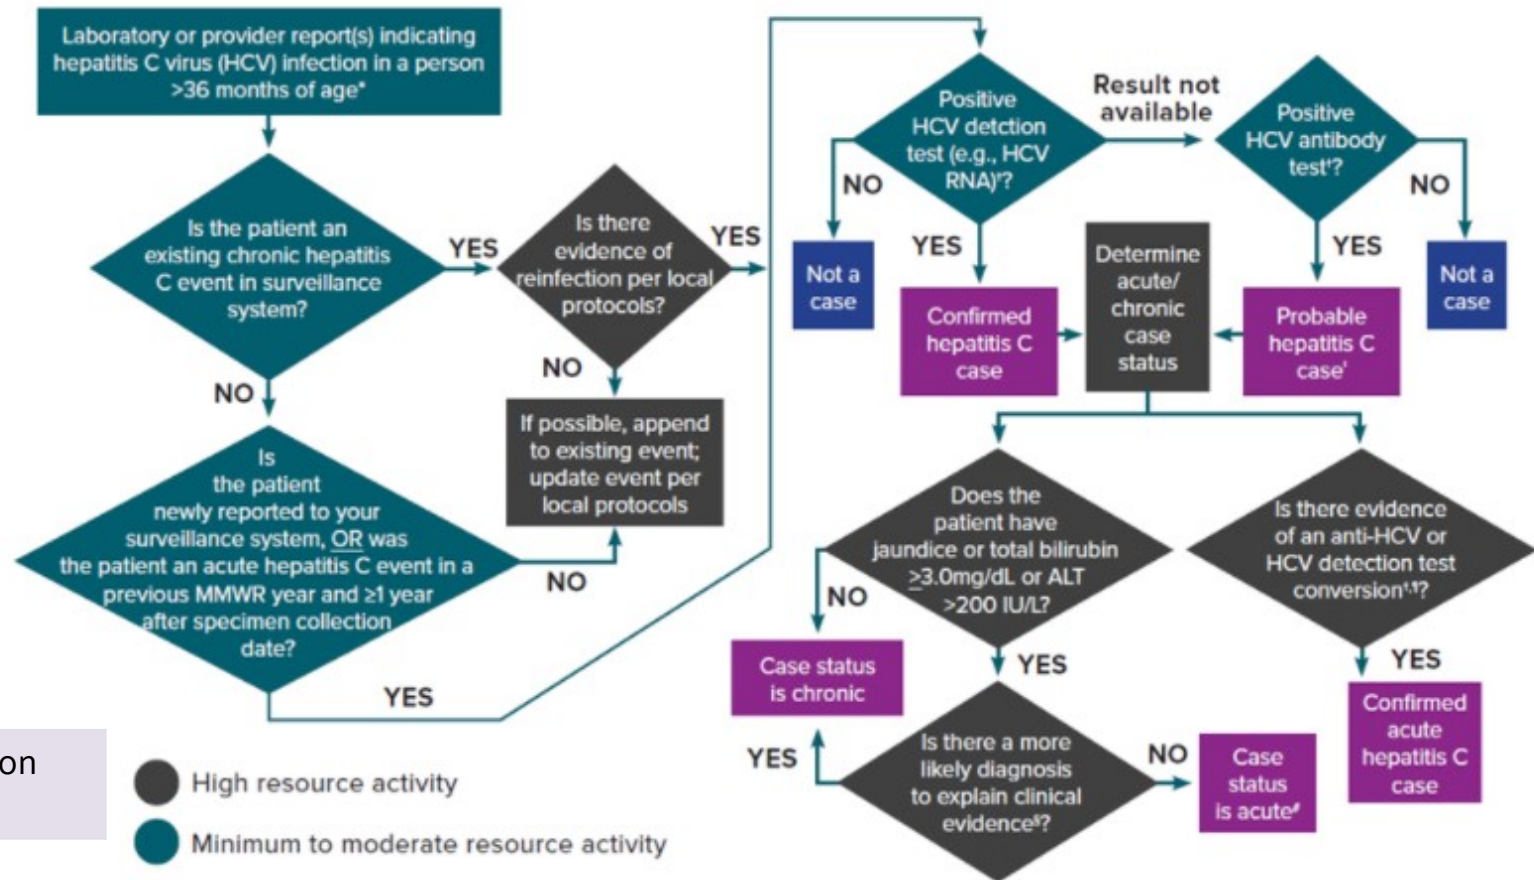 Laboratory or provider report(s) indicating
hepatitis C virus (HCV) infection in a person
>36 months of age*
Is the patient an
existing chronic hepatitis
C event in surveillance
system?
YES
NO
Is there
evidence of
reinfection per local
protocols?
YES
NO
If possible, append
to existing event;
update event per
local protocols
Is
the patient
newly reported to your
surveillance system, OR was
the patient an acute hepatitis C event in a
previous MMWR year and ≥1 year
after specimen collection
date?
NO
YES
Positive
HCV detction
test (e.g., HCV
RNA)†?
Result not
available
NO
YES
Positive
HCV antibody
test†?
NO
YES
Not a
case
Confirmed
hepatitis C
case
Determine
acute/
chronic
case
status
Probable
hepatitis C
case†
Not a
case
Does the
patient have
jaundice or total bilirubin
≥3.0mg/dL or ALT
>200 IU/L?
NO
YES
Is there evidence
of an anti-HCV or
HCV detection test
conversion†,¶?
YES
Case status
is chronic
Is there a more
likely diagnosis
to explain clinical
evidence§?
YES
NO
Case
status
is acute#
Confirmed
acute
hepatitis C
case
on
High resource activity
Minimum to moderate resource activity